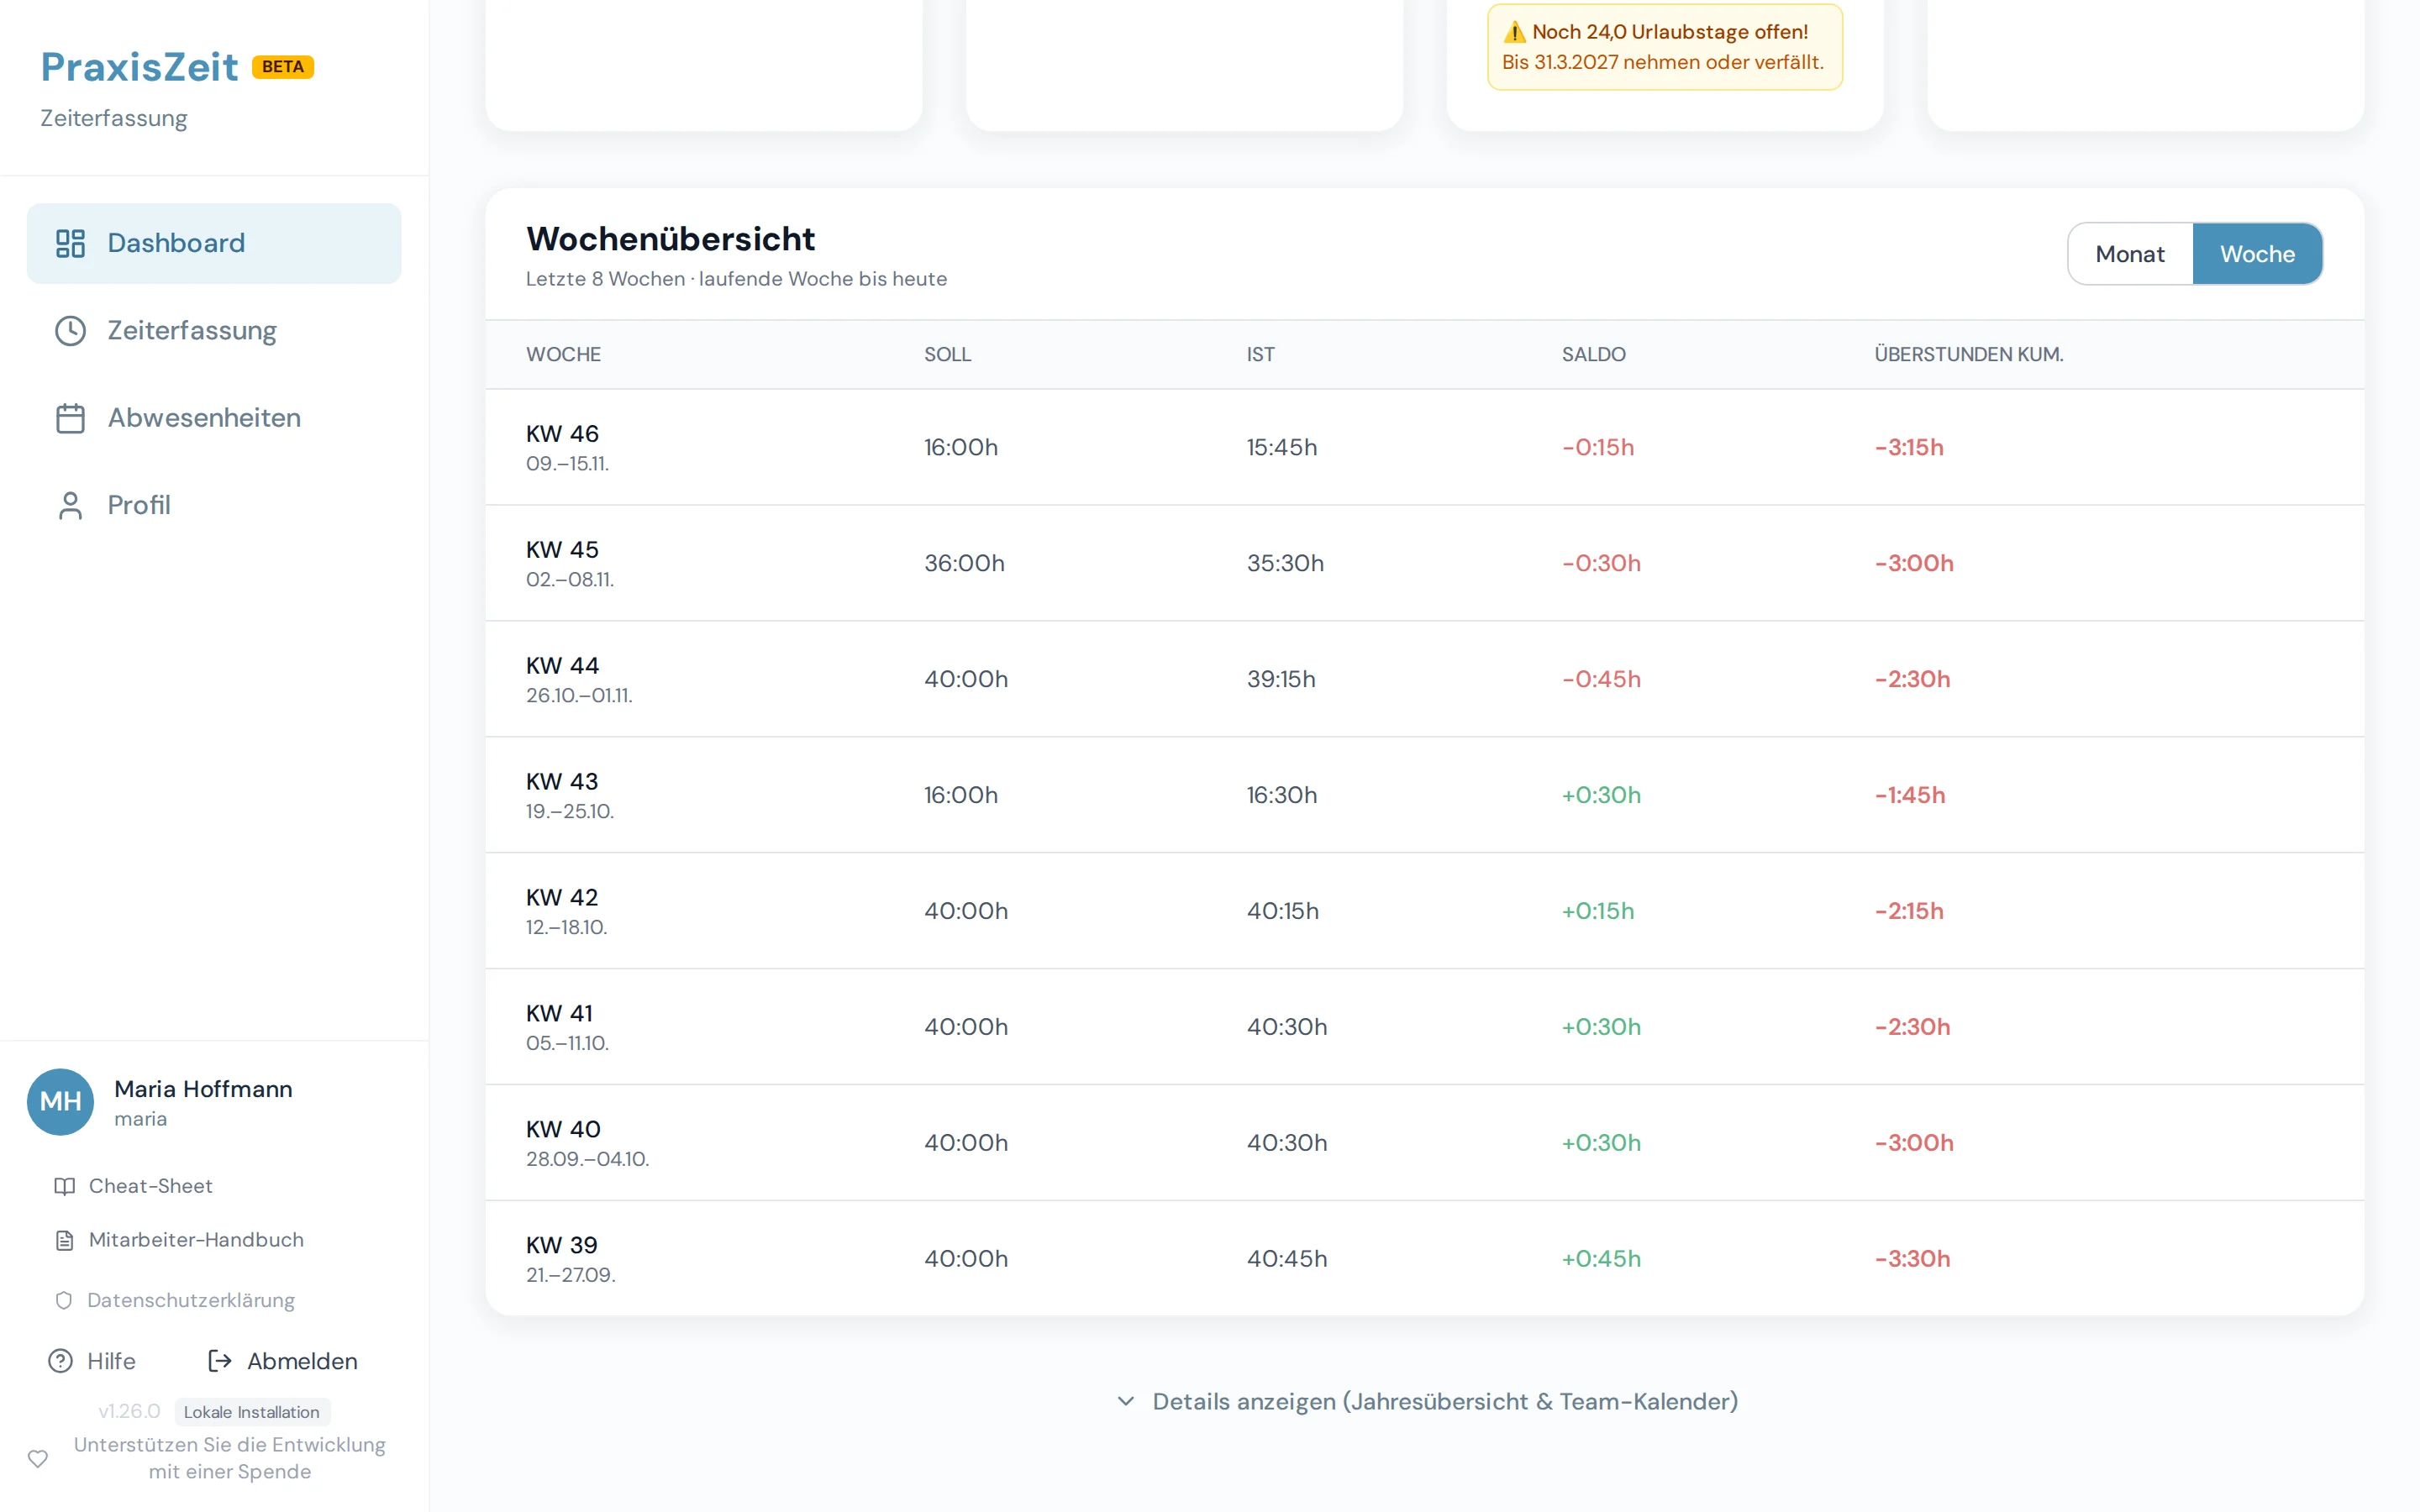 PraxisZeit BETA
Zeiterfassung
Dashboard
Zeiterfassung
Abwesenheiten
Profil
MH Maria Hoffmann
maria
Cheat-Sheet
Mitarbeiter-Handbuch
Datenschutzerklärung
Hilfe Abmelden
v1.26.0 Lokale Installation
Unterstützen Sie die Entwicklung
mit einer Spende
⚠️ Noch 24,0 Urlaubstage offen!
Bis 31.3.2027 nehmen oder verfällt.
Wochenübersicht
Letzte 8 Wochen · laufende Woche bis heute
Monat Woche
WOCHE SOLL IST SALDO ÜBERSTUNDEN KUM.
KW 46
09.–15.11.
16:00h 15:45h -0:15h -3:15h
KW 45
02.–08.11.
36:00h 35:30h -0:30h -3:00h
KW 44
26.10.–01.11.
40:00h 39:15h -0:45h -2:30h
KW 43
19.–25.10.
16:00h 16:30h +0:30h -1:45h
KW 42
12.–18.10.
40:00h 40:15h +0:15h -2:15h
KW 41
05.–11.10.
40:00h 40:30h +0:30h -2:30h
KW 40
28.09.–04.10.
40:00h 40:30h +0:30h -3:00h
KW 39
21.–27.09.
40:00h 40:45h +0:45h -3:30h
Details anzeigen (Jahresübersicht & Team-Kalender)